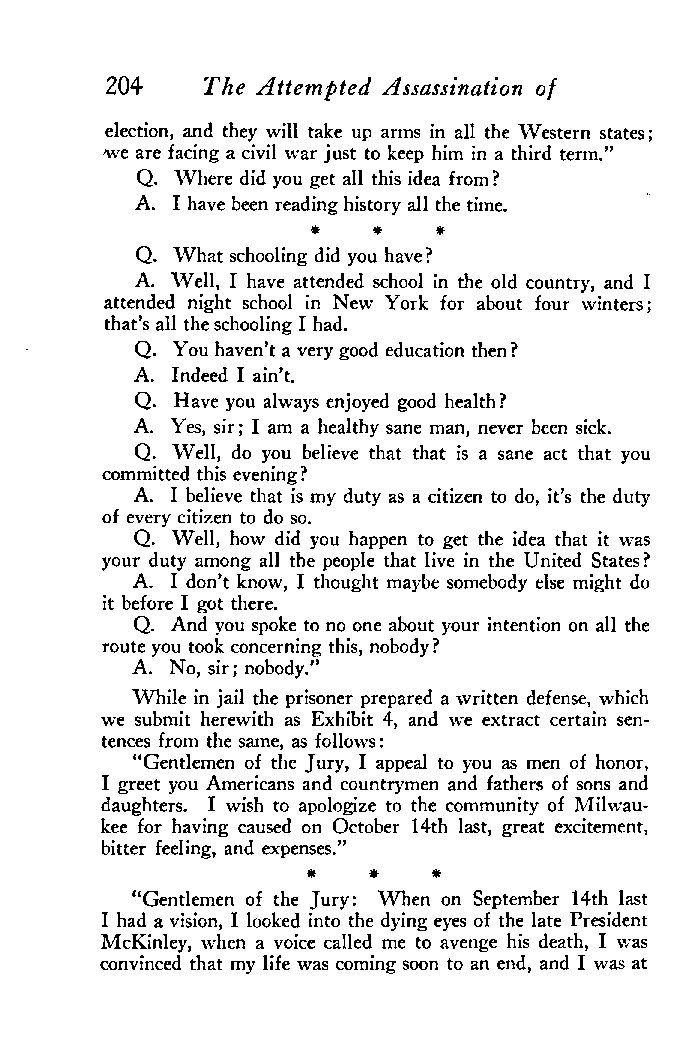 204 The Attempted Assassination of
election, and they will take up arms in all the Western states;
we are facing a civil war just to keep him in a third term."
Q. Where did you get all this idea from?
A. I have been reading history all the time.
* * *
Q. What schooling did you have?
A. Well, I have attended school in the old country, and I
attended night school in New York for about four winters;
that's all the schooling I had.
Q. You haven't a very good education then?
A. Indeed I ain't.
Q. Have you always enjoyed good health?
A. Yes, sir; I am a healthy sane man, never been sick.
Q. Well, do you believe that that is a sane act that you
committed this evening?
A. I believe that is my duty as a citizen to do, it's the duty
of every citizen to do so.
Q. Well, how did you happen to get the idea that it was
your duty among all the people that live in the United States?
A. I don't know, I thought maybe somebody else might do
it before I got there.
Q. And you spoke to no one about your intention on all the
route you took concerning this, nobody?
A. No, sir; nobody."
While in jail the prisoner prepared a written defense, which
we submit herewith as Exhibit 4, and we extract certain sen-
tences from the same, as follows:
"Gentlemen of the Jury, I appeal to you as men of honor,
I greet you Americans and countrymen and fathers of sons and
daughters. I wish to apologize to the community of Milwau-
kee for having caused on October 14th last, great excitement,
bitter feeling, and expenses."
* * *
"Gentlemen of the Jury: When on September 14th last
I had a vision, I looked into the dying eyes of the late President
McKinley, when a voice called me to avenge his death, I was
convinced that my life was coming soon to an end, and I was at